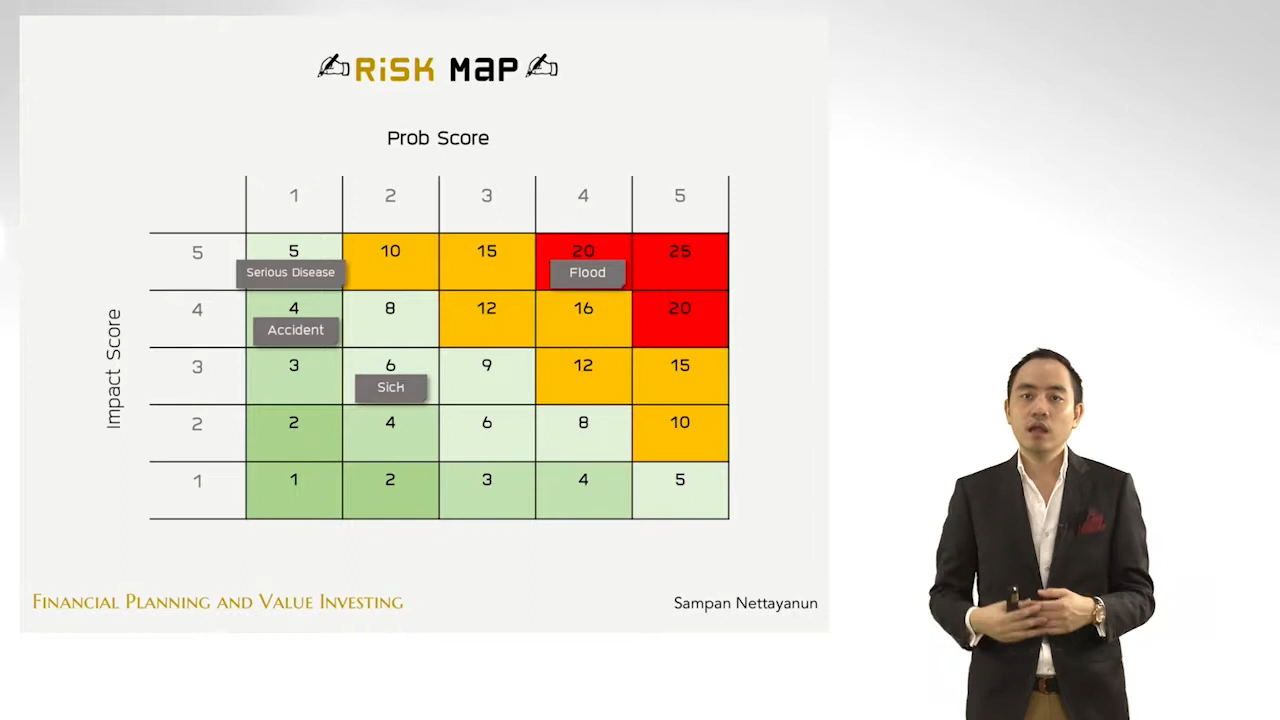 RiSK MaP
Prob Score
1 2 3 4 5
Impact Score
5 5 10 15 20 25
Serious Disease Flood
4 4 8 12 16 20
Accident
3 3 6 9 12 15
Sick
2 2 4 6 8 10
1 1 2 3 4 5
Financial Planning and Value Investing
Sampan Nettayanun